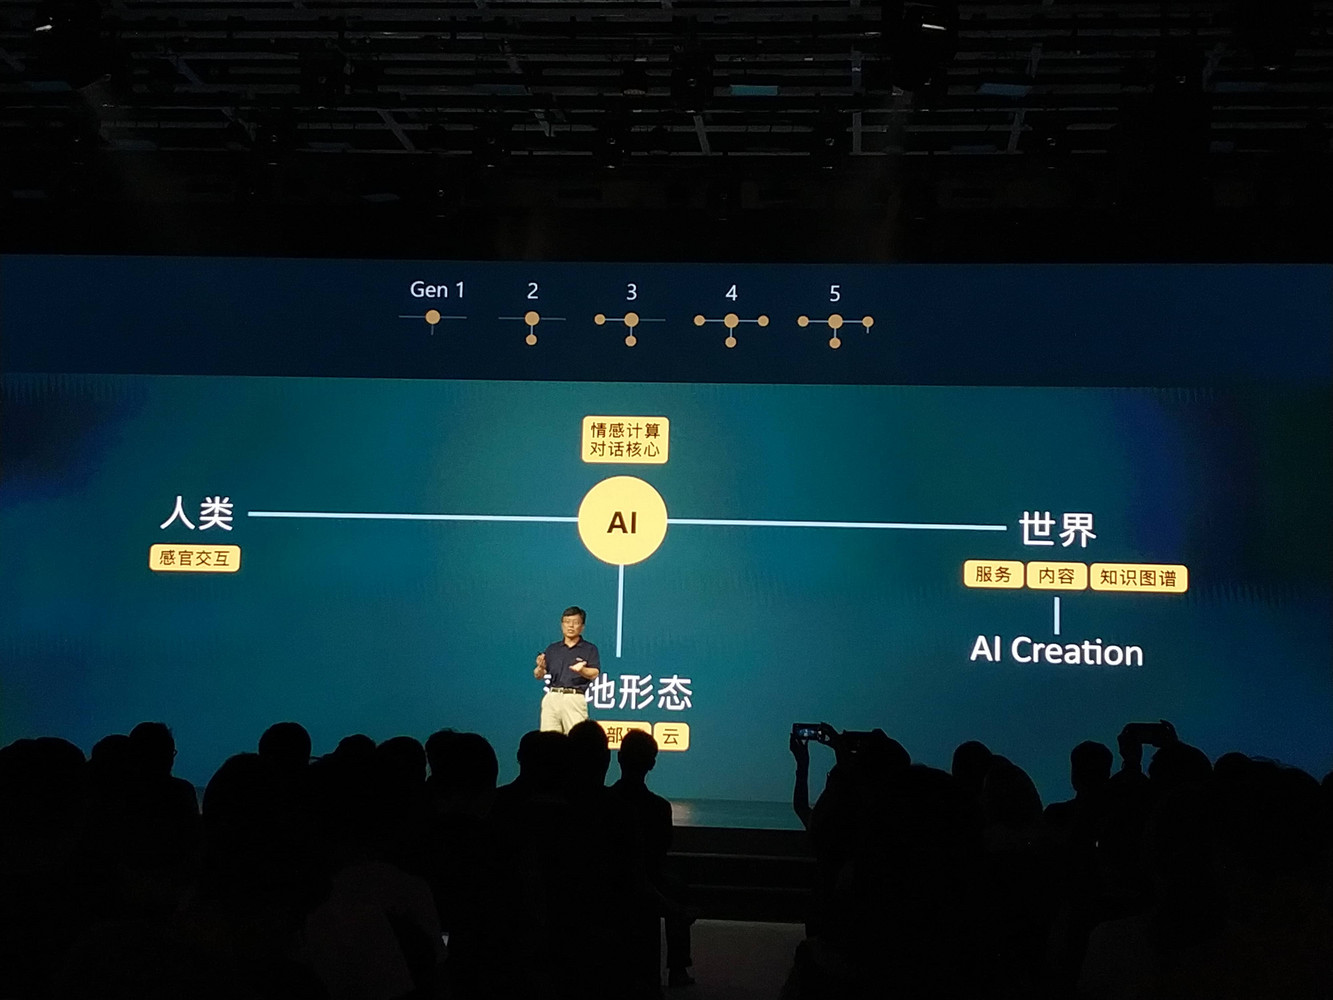 Gen 1 2 3 4 5
情感计算
对话核心
人类
AI
世界
感官交互
服务 内容 知识图谱
AI Creation
地形态
部 云